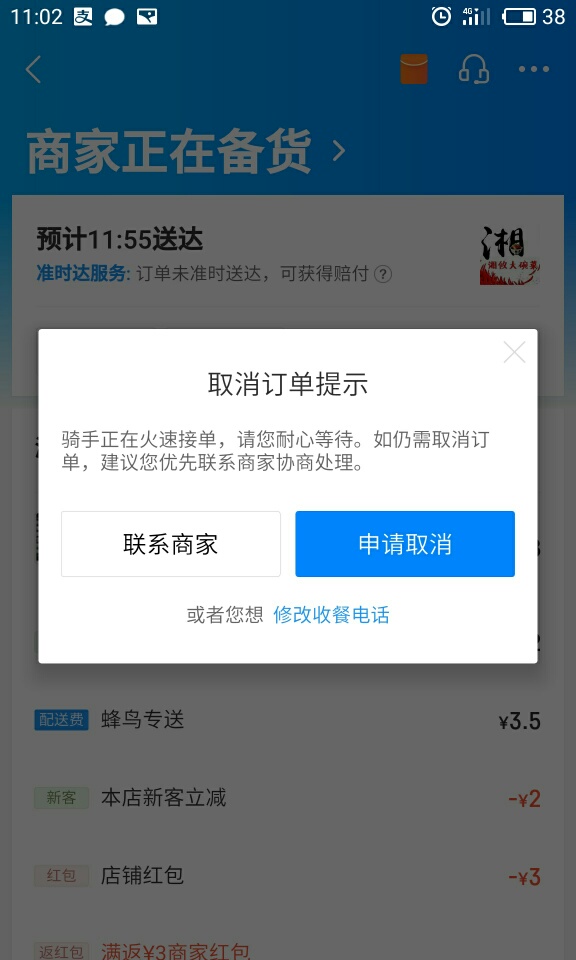 11:02
4G
38
商家正在备货
预计11:55送达
准时达服务: 订单未准时送达，可获得赔付 ?
湘
取消订单提示
骑手正在火速接单，请您耐心等待。如仍需取消订
单，建议您优先联系商家协商处理。
联系商家
申请取消
或者您想 修改收餐电话
配送费 蜂鸟专送 ¥3.5
新客 本店新客立减 -¥2
红包 店铺红包 -¥3
返红包 满返¥3商家红包